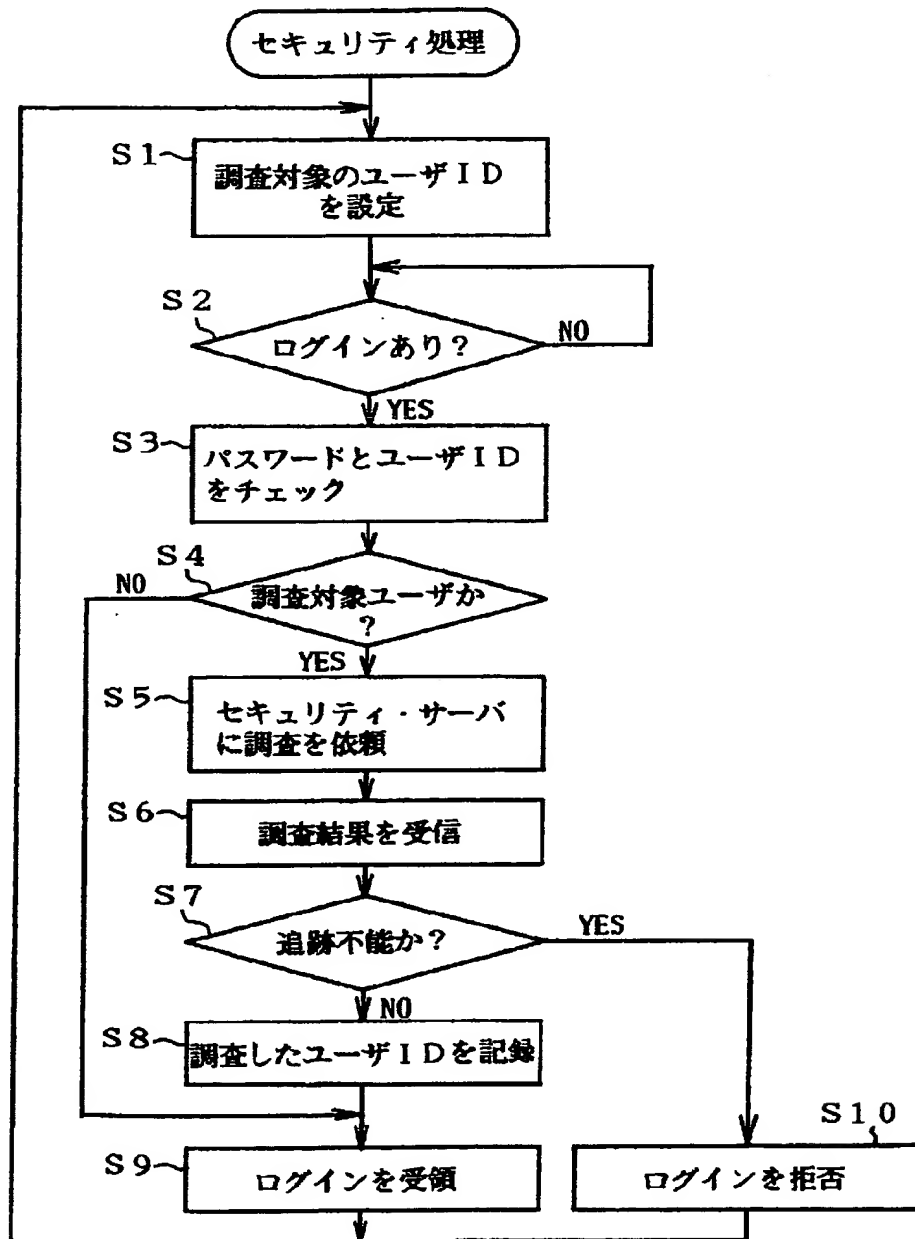 セキュリティ処理
S1
調査対象のユーザID
を設定
S2
ログインあり?
NO
YES
S3
パスワードとユーザID
をチェック
S4
NO
調査対象ユーザか
?
YES
S5
セキュリティ・サーバ
に調査を依頼
S6
調査結果を受信
S7
追跡不能か?
YES
NO
S8
調査したユーザIDを記録
S10
S9
ログインを受領
ログインを拒否